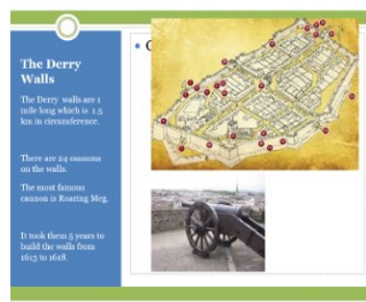 The Derry
Walls
The Derry walls are 1
mile long which is 1.5
km in circumference.
There are 24 cannons
on the walls.
The most famous
cannon is Roaring Meg.
It took them 5 years to
build the walls from
1613 to 1618.